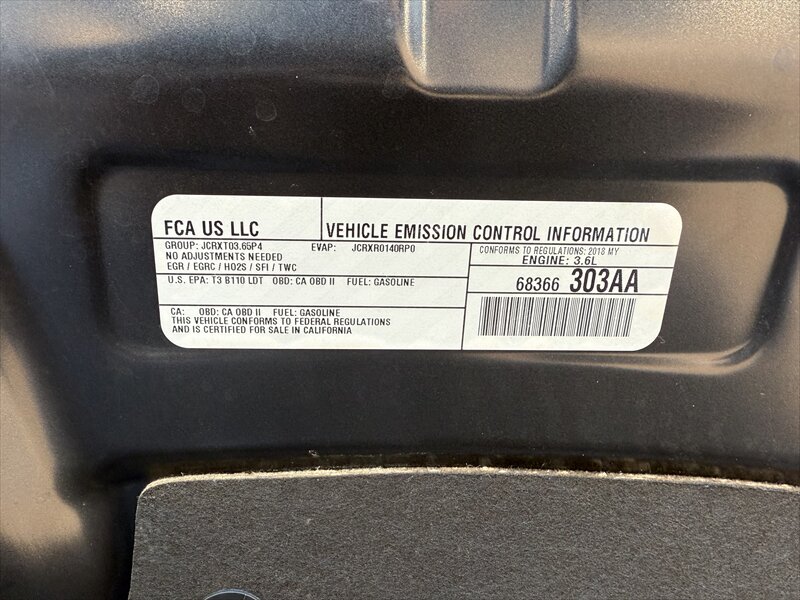 FCA US LLC
VEHICLE EMISSION CONTROL INFORMATION
GROUP: JCRXT03.65P4 EVAP: JCRXR0140RP0
NO ADJUSTMENTS NEEDED
EGR / EGRC / HO2S / SFI / TWC
CONFORMS TO REGULATIONS: 2018 MY
ENGINE: 3.6L
U.S. EPA: T3 B110 LDT OBD: CA OBD II FUEL: GASOLINE
68366 303AA
CA: OBD: CA OBD II FUEL: GASOLINE
THIS VEHICLE CONFORMS TO FEDERAL REGULATIONS
AND IS CERTIFIED FOR SALE IN CALIFORNIA